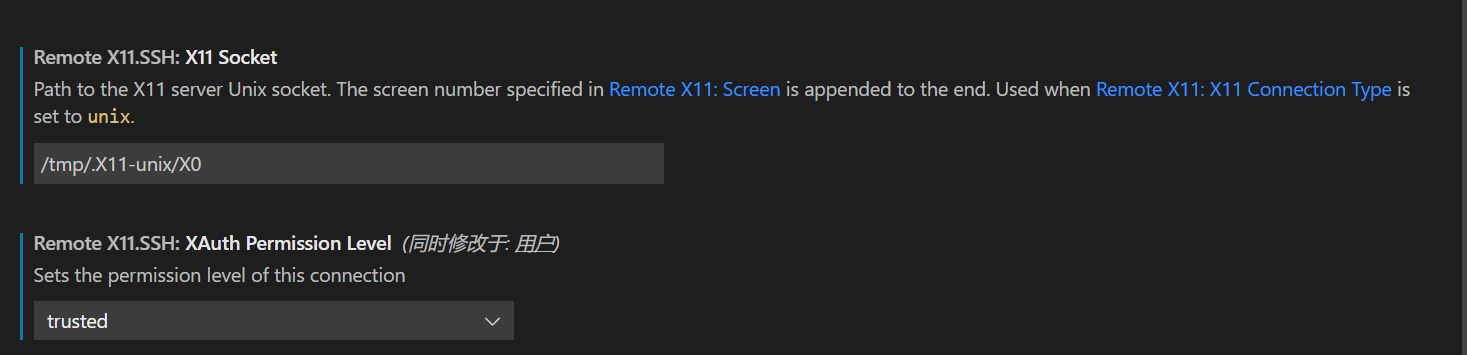 Remote X11.SSH: X11 Socket
Path to the X11 server Unix socket. The screen number specified in Remote X11: Screen is appended to the end. Used when Remote X11: X11 Connection Type is
set to unix.
/tmp/.X11-unix/X0
Remote X11.SSH: XAuth Permission Level (同时修改于: 用户)
Sets the permission level of this connection
trusted